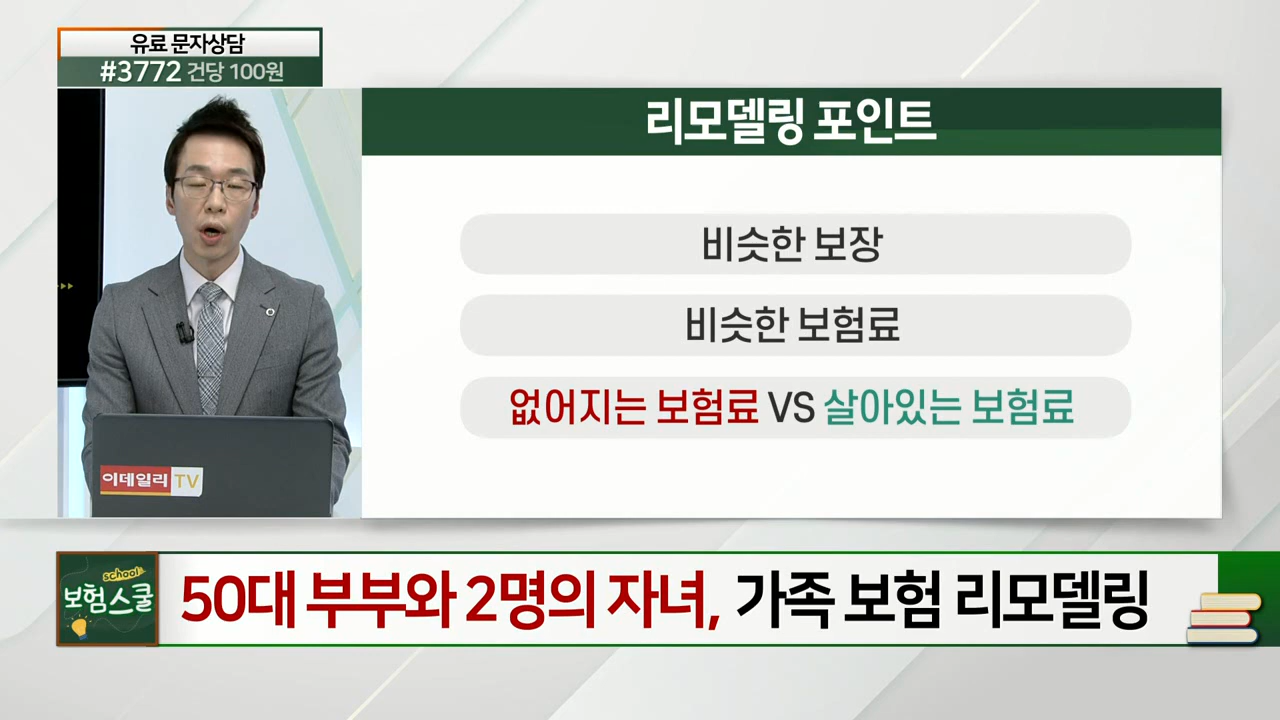 유료 문자상담
#3772 건당 100원
리모델링 포인트
비슷한 보장
비슷한 보험료
없어지는 보험료 VS 살아있는 보험료
이데일리 TV
school
보험스쿨
50대 부부와 2명의 자녀, 가족 보험 리모델링